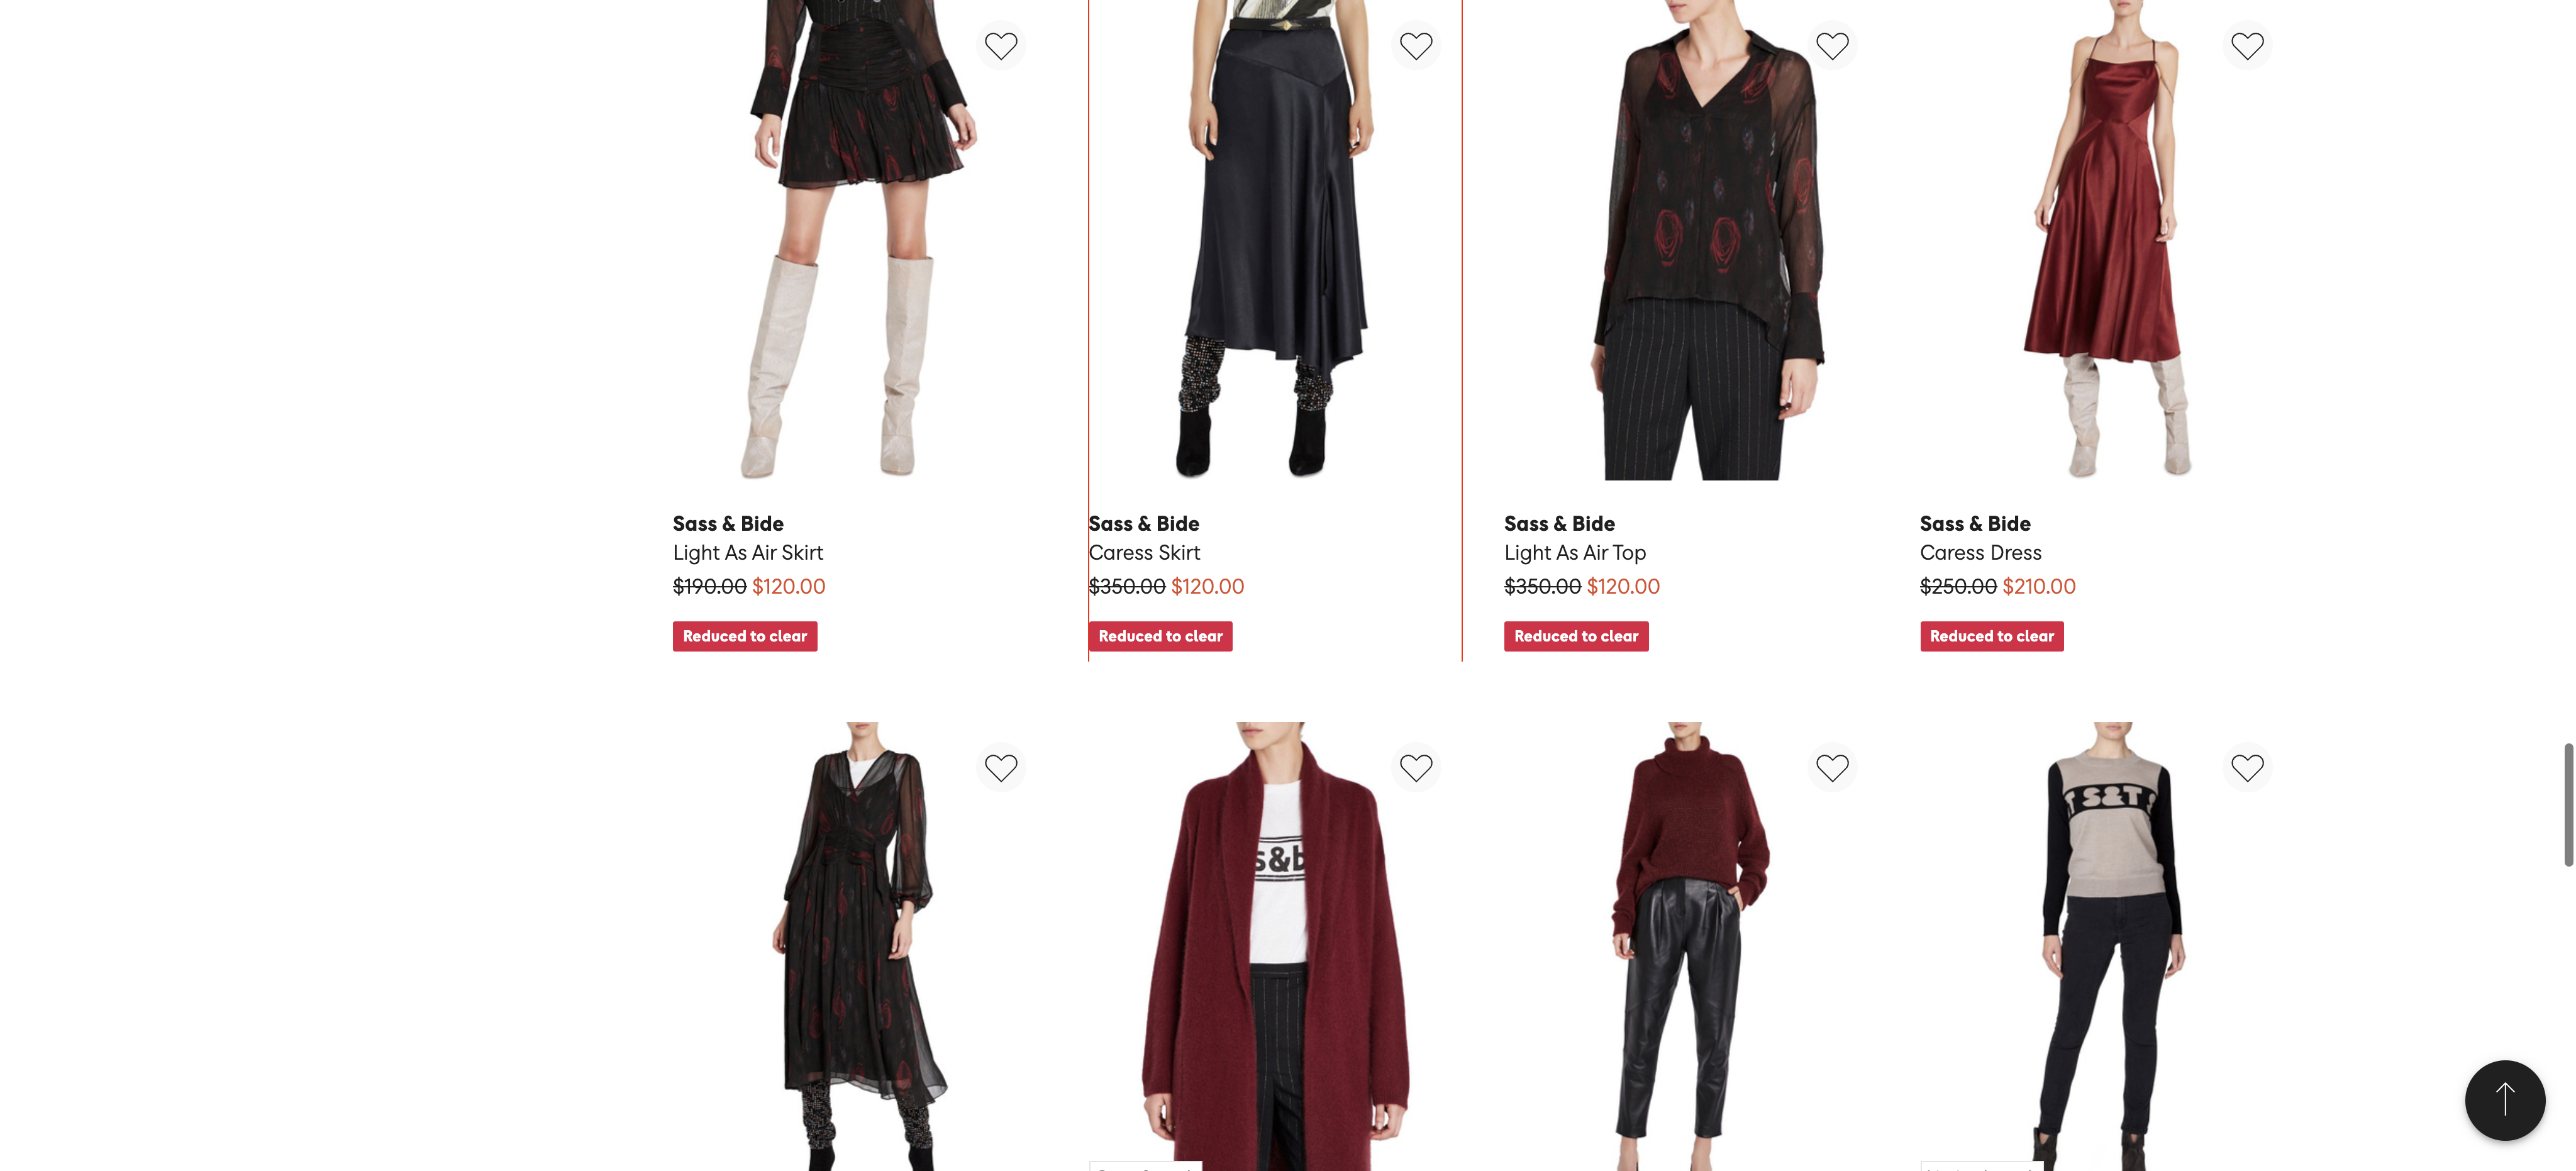 Sass & Bide
Light As Air Skirt
$190.00 $120.00
Reduced to clear
Sass & Bide
Caress Skirt
$350.00 $120.00
Reduced to clear
Sass & Bide
Light As Air Top
$350.00 $120.00
Reduced to clear
Sass & Bide
Caress Dress
$250.00 $210.00
Reduced to clear
s&b
T S&T S